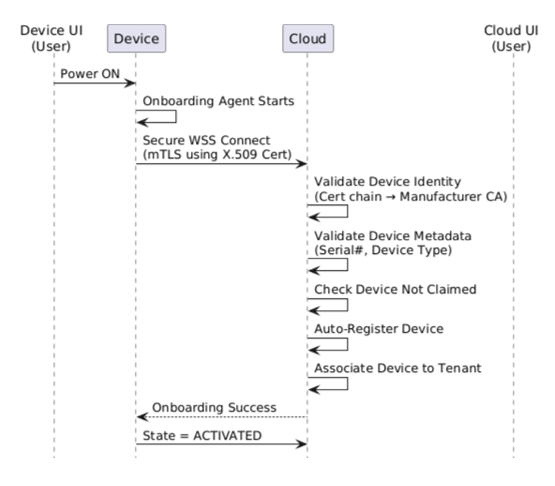 Device UI
(User)
Device
Cloud
Cloud UI
(User)
Power ON
Onboarding Agent Starts
Secure WSS Connect
(mTLS using X.509 Cert)
Validate Device Identity
(Cert chain → Manufacturer CA)
Validate Device Metadata
(Serial#, Device Type)
Check Device Not Claimed
Auto-Register Device
Associate Device to Tenant
Onboarding Success
State = ACTIVATED